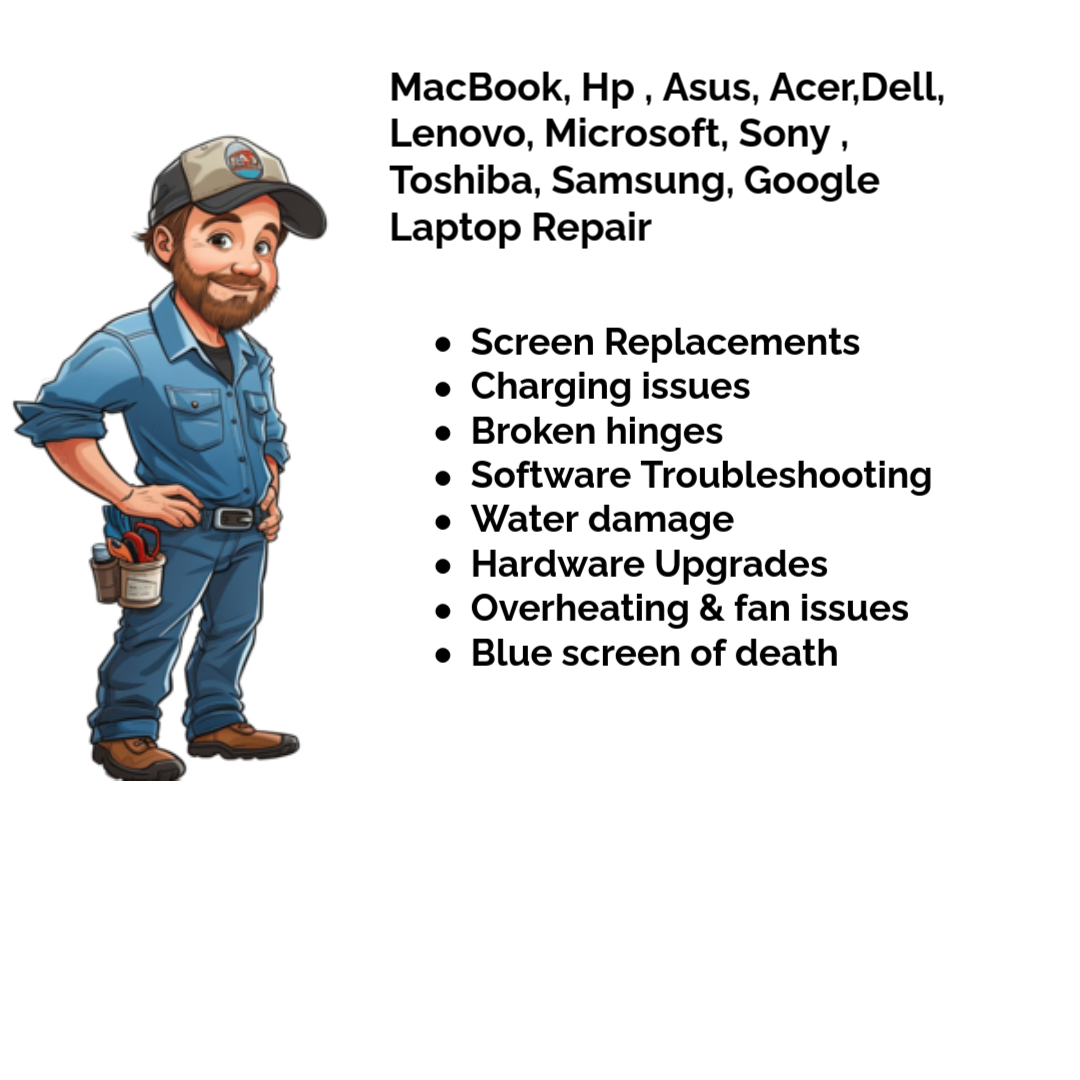 MacBook, Hp , Asus, Acer,Dell,
Lenovo, Microsoft, Sony ,
Toshiba, Samsung, Google
Laptop Repair
• Screen Replacements
• Charging issues
• Broken hinges
• Software Troubleshooting
• Water damage
• Hardware Upgrades
• Overheating & fan issues
• Blue screen of death